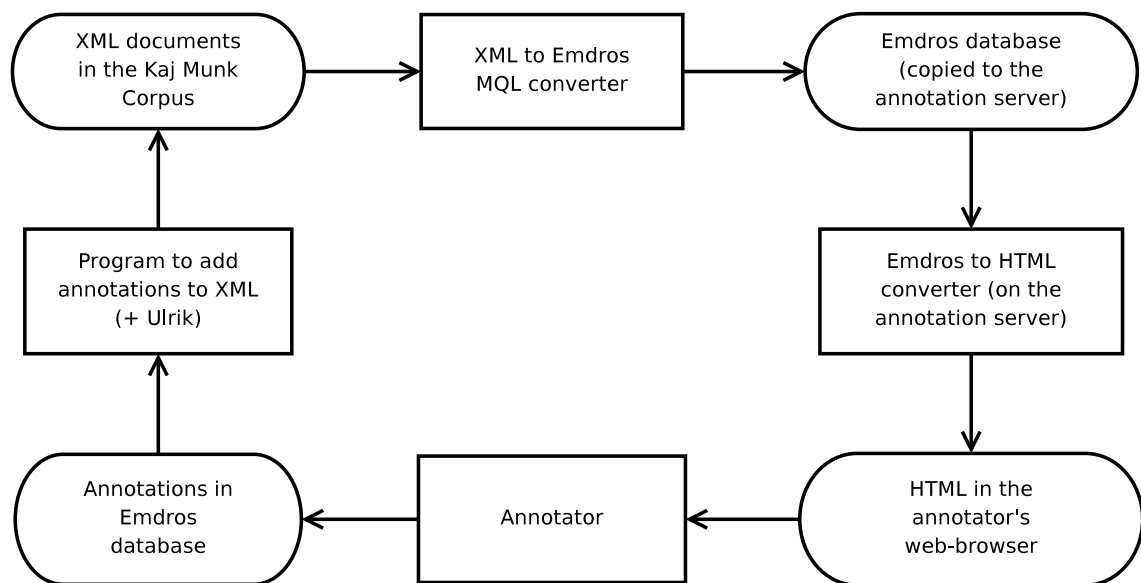 XML documents
in the Kaj Munk
Corpus
XML to Emdros
MQL converter
Emdros database
(copied to the
annotation server)
Program to add
annotations to XML
(+ Ulrik)
Emdros to HTML
converter (on the
annotation server)
Annotations in
Emdros
database
Annotator
HTML in the
annotator's
web-browser